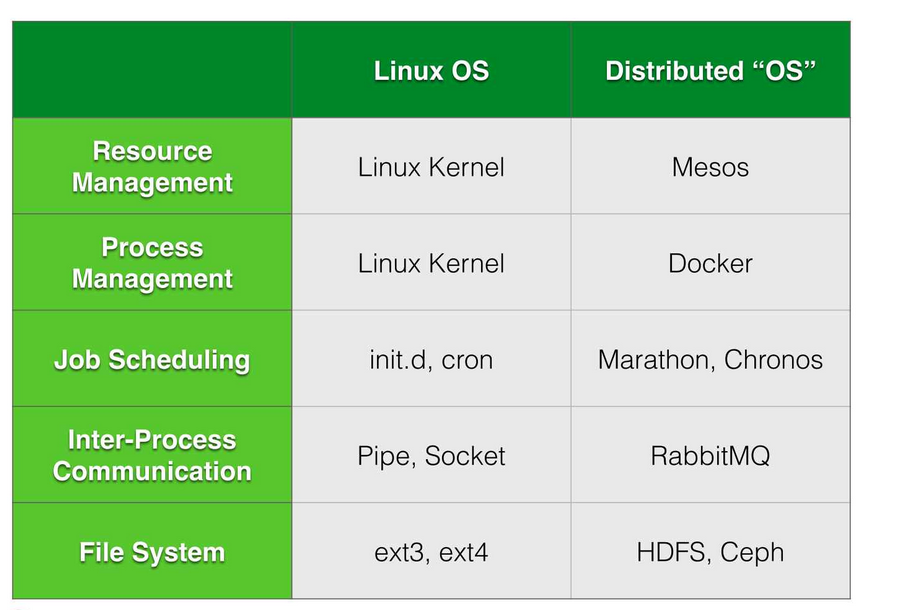 Linux OS
Distributed “OS”
Resource
Management
Linux Kernel
Mesos
Process
Management
Linux Kernel
Docker
Job Scheduling
init.d, cron
Marathon, Chronos
Inter-Process
Communication
Pipe, Socket
RabbitMQ
File System
ext3, ext4
HDFS, Ceph